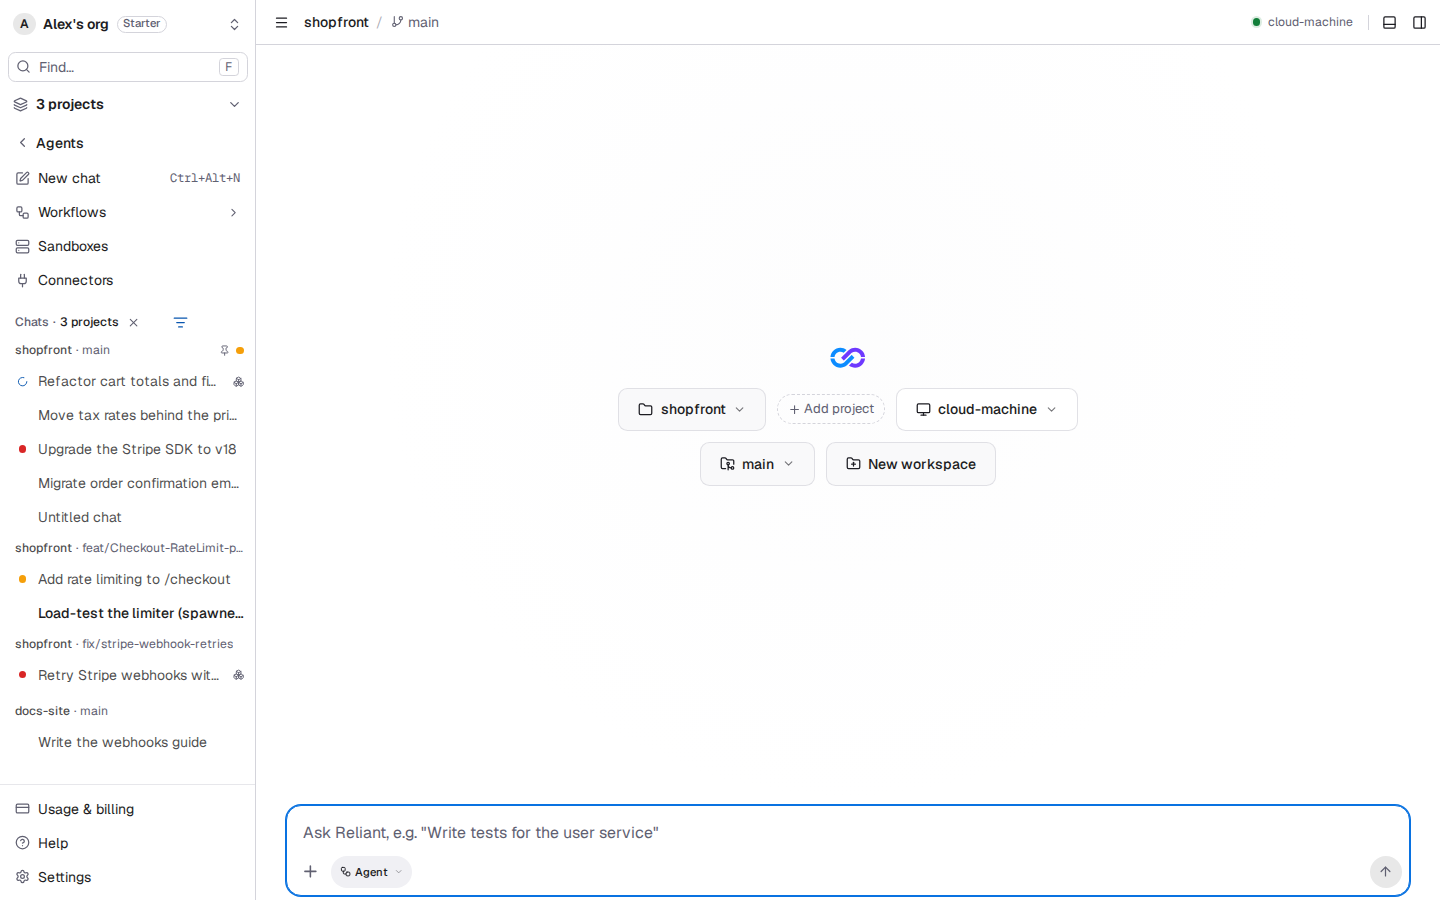 A Alex's org Starter
Find... F
3 projects
Agents
New chat Ctrl+Alt+N
Workflows
Sandboxes
Connectors
Chats · 3 projects
shopfront · main
Refactor cart totals and fi...
Move tax rates behind the pri...
Upgrade the Stripe SDK to v18
Migrate order confirmation em...
Untitled chat
shopfront · feat/Checkout-RateLimit-p...
Add rate limiting to /checkout
Load-test the limiter (spawne...
shopfront · fix/stripe-webhook-retries
Retry Stripe webhooks wit...
docs-site · main
Write the webhooks guide
Usage & billing
Help
Settings
shopfront / main
cloud-machine
shopfront + Add project cloud-machine
main New workspace
Ask Reliant, e.g. "Write tests for the user service"
Agent